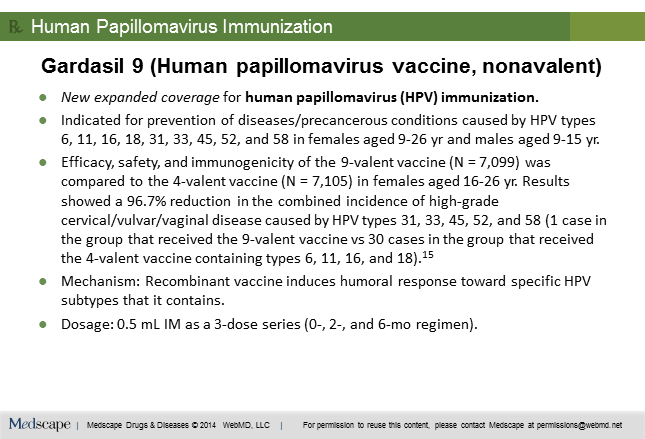 ℞ Human Papillomavirus Immunization
Gardasil 9 (Human papillomavirus vaccine, nonavalent)
● New expanded coverage for human papillomavirus (HPV) immunization.
● Indicated for prevention of diseases/precancerous conditions caused by HPV types
6, 11, 16, 18, 31, 33, 45, 52, and 58 in females aged 9-26 yr and males aged 9-15 yr.
● Efficacy, safety, and immunogenicity of the 9-valent vaccine (N = 7,099) was
compared to the 4-valent vaccine (N = 7,105) in females aged 16-26 yr. Results
showed a 96.7% reduction in the combined incidence of high-grade
cervical/vulvar/vaginal disease caused by HPV types 31, 33, 45, 52, and 58 (1 case in
the group that received the 9-valent vaccine vs 30 cases in the group that received
the 4-valent vaccine containing types 6, 11, 16, and 18).15
● Mechanism: Recombinant vaccine induces humoral response toward specific HPV
subtypes that it contains.
● Dosage: 0.5 mL IM as a 3-dose series (0-, 2-, and 6-mo regimen).
Medscape | Medscape Drugs & Diseases © 2014 WebMD, LLC | For permission to reuse this content, please contact Medscape at permissions@webmd.net